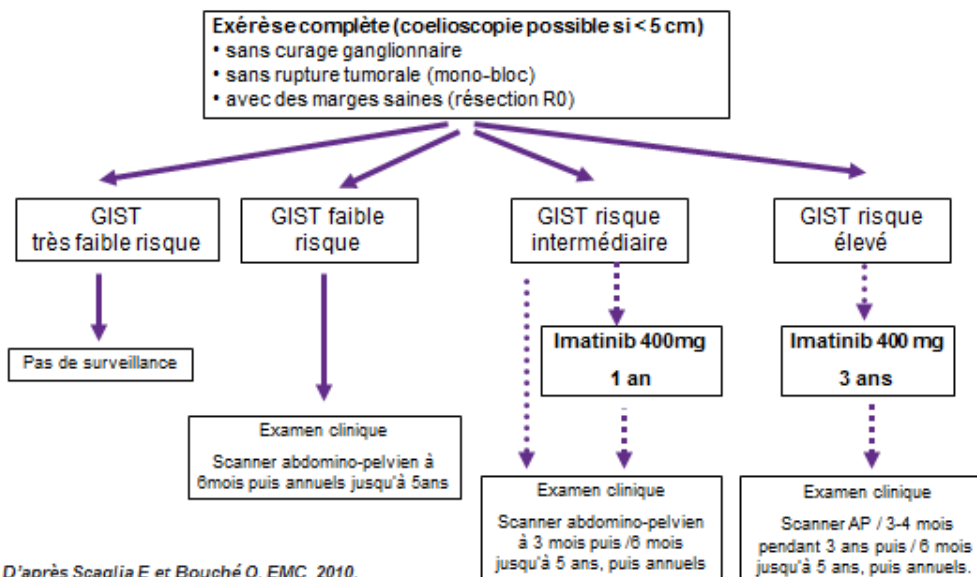 Exérèse complète (coelioscopie possible si < 5 cm)
• sans curage ganglionnaire
• sans rupture tumorale (mono-bloc)
• avec des marges saines (résection R0)
GIST
très faible risque
GIST faible
risque
GIST risque
intermédiaire
GIST risque
élevé
Pas de surveillance
Imatinib 400mg
1 an
Imatinib 400 mg
3 ans
Examen clinique
Scanner abdomino-pelvien à
6mois puis annuels jusqu'à 5ans
Examen clinique
Scanner abdomino-pelvien
à 3 mois puis /6 mois
jusqu'à 5 ans, puis annuels
Examen clinique
Scanner AP / 3-4 mois
pendant 3 ans puis / 6 mois
jusqu'à 5 ans, puis annuels.
D'après Scaglia E et Bouché O. EMC 2010.